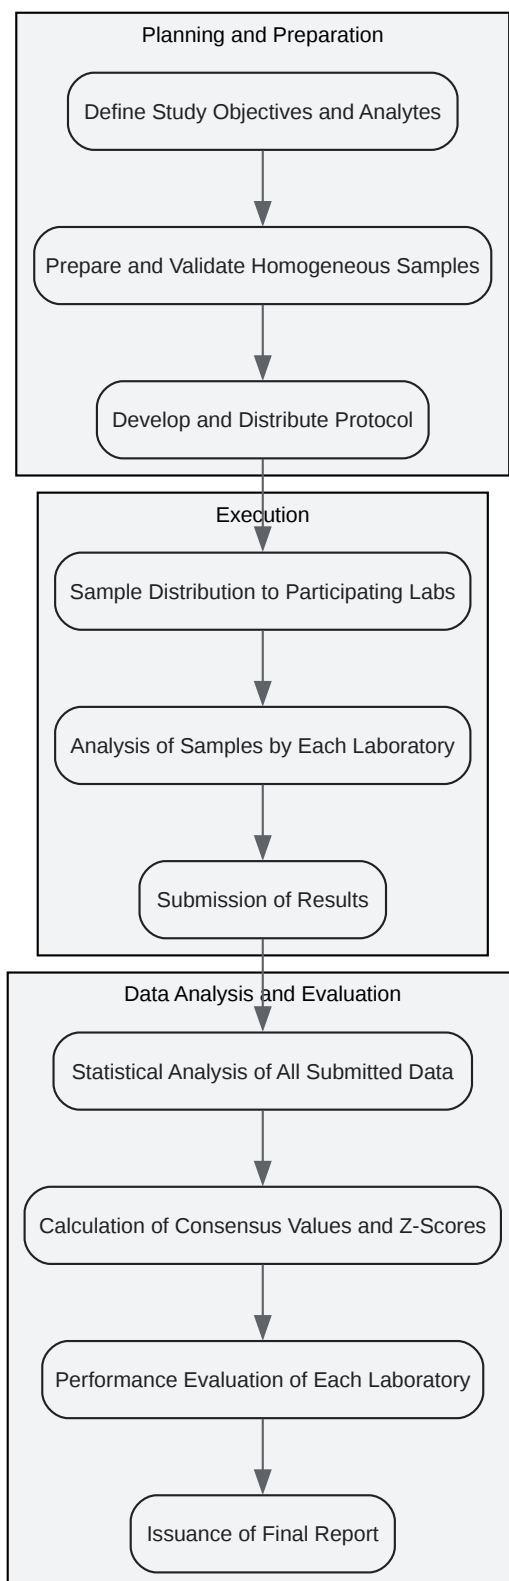 Planning and Preparation
Define Study Objectives and Analytes
Prepare and Validate Homogeneous Samples
Develop and Distribute Protocol
Execution
Sample Distribution to Participating Labs
Analysis of Samples by Each Laboratory
Submission of Results
Data Analysis and Evaluation
Statistical Analysis of All Submitted Data
Calculation of Consensus Values and Z-Scores
Performance Evaluation of Each Laboratory
Issuance of Final Report